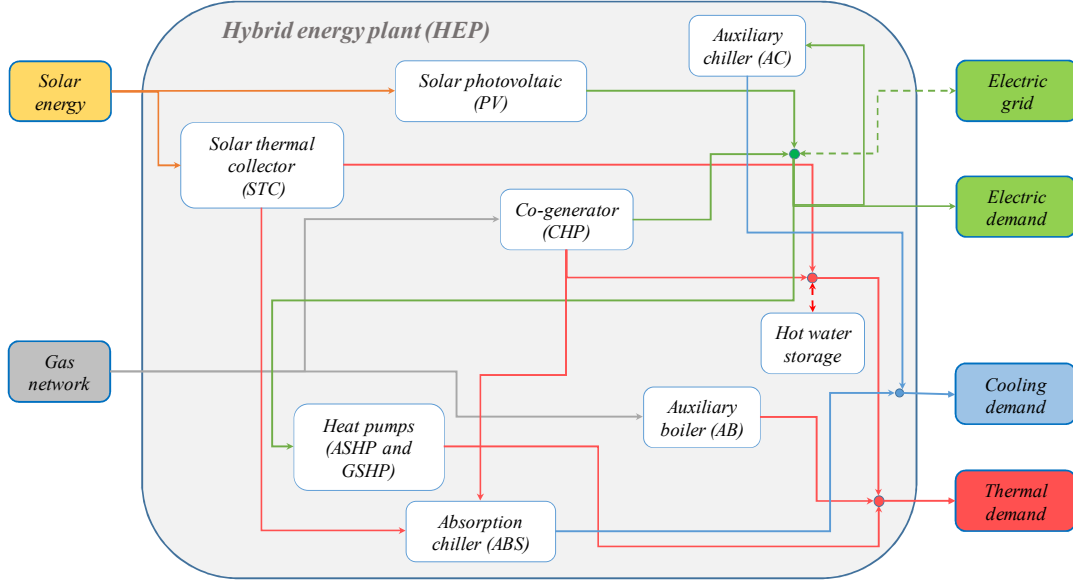 Hybrid energy plant (HEP)
Auxiliary
chiller (AC)
Solar
energy
Solar photovoltaic
(PV)
Electric
grid
Solar thermal
collector
(STC)
Co-generator
(CHP)
Electric
demand
Hot water
storage
Gas
network
Cooling
demand
Auxiliary
boiler (AB)
Heat pumps
(ASHP and
GSHP)
Absorption
chiller (ABS)
Thermal
demand